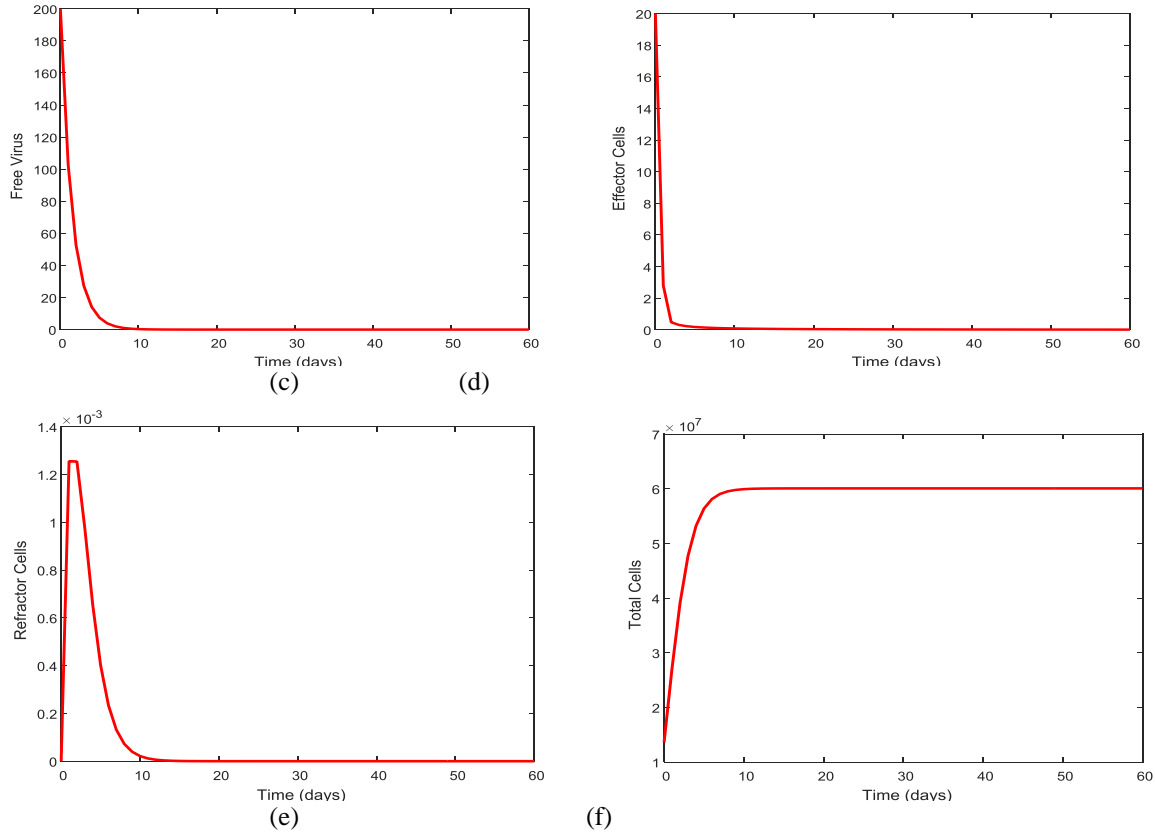 200
180
160
140
120
100
80
60
40
20
0
Free Virus
0 10 20 30 40 50 60
Time (days)
20
18
16
14
12
10
8
6
4
2
0
Effector Cells
0 10 20 30 40 50 60
Time (days)
(c) (d)
× 10-3
1.4
1.2
1
0.8
0.6
0.4
0.2
0
Refractor Cells
0 10 20 30 40 50 60
Time (days)
× 107
7
6
5
4
3
2
1
Total Cells
0 10 20 30 40 50 60
Time (days)
(e) (f)